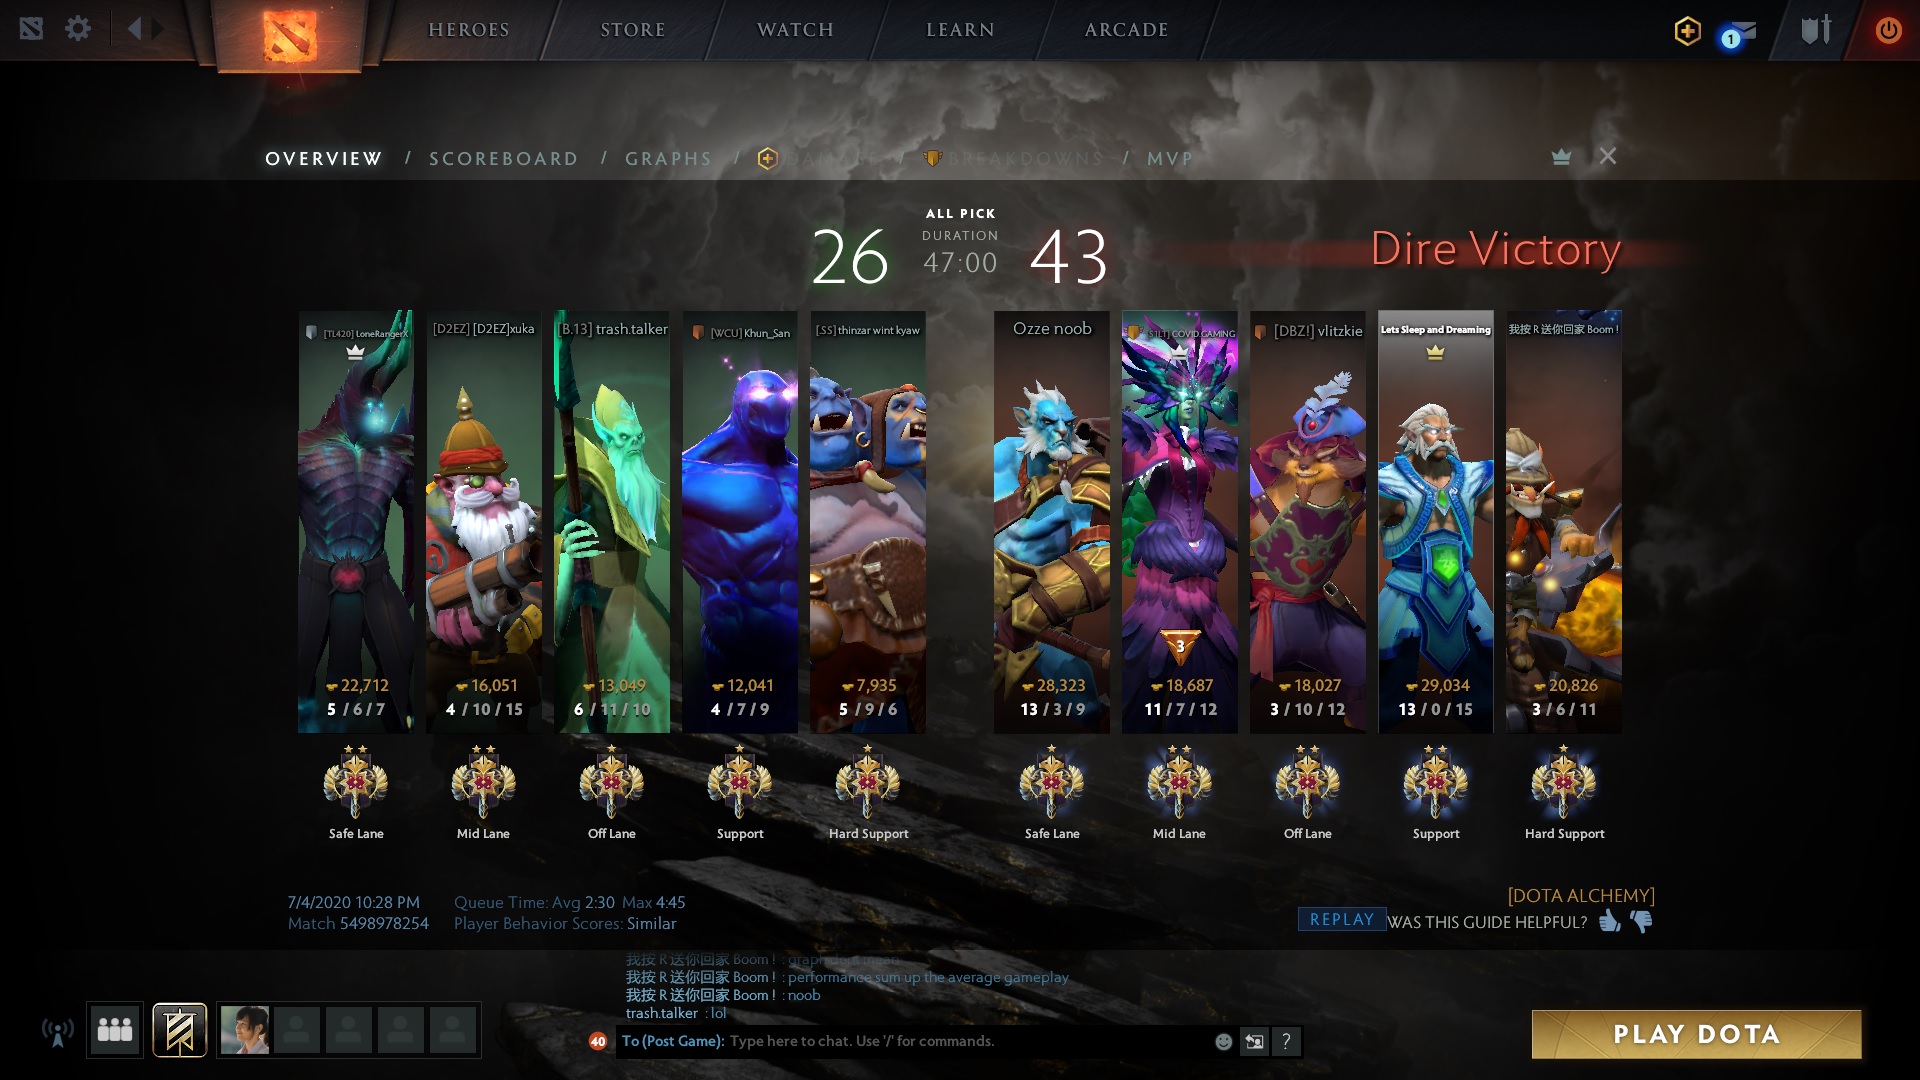 HEROES
STORE
WATCH
LEARN
ARCADE
1
OVERVIEW / SCOREBOARD / GRAPHS / DAMAGE / BREAKDOWNS / MVP
ALL PICK
26
DURATION
47:00
43
Dire Victory
[TL420] LoneRangerX
[D2EZ] [D2EZ]xuka
[B.13] trash.talker
[WCU] Khun_San
[SS] thinzar wint kyaw
Ozze noob
COVID GAMING
[DBZ!] vlitzkie
Lets Sleep and Dreaming
我按 R 送你回家 Boom !
3
22,712
5 / 6 / 7
16,051
4 / 10 / 15
13,049
6 / 11 / 10
12,041
4 / 7 / 9
7,935
5 / 9 / 6
28,323
13 / 3 / 9
18,687
11 / 7 / 12
18,027
3 / 10 / 12
29,034
13 / 0 / 15
20,826
3 / 6 / 11
Safe Lane
Mid Lane
Off Lane
Support
Hard Support
Safe Lane
Mid Lane
Off Lane
Support
Hard Support
7/4/2020 10:28 PM
Queue Time: Avg 2:30 Max 4:45
Match 5498978254
Player Behavior Scores: Similar
[DOTA ALCHEMY]
REPLAY
WAS THIS GUIDE HELPFUL?
我按 R 送你回家 Boom ! :
我按 R 送你回家 Boom ! : performance sum up the average gameplay
我按 R 送你回家 Boom ! : noob
trash.talker : lol
40
To (Post Game): Type here to chat. Use '/' for commands.
?
PLAY DOTA